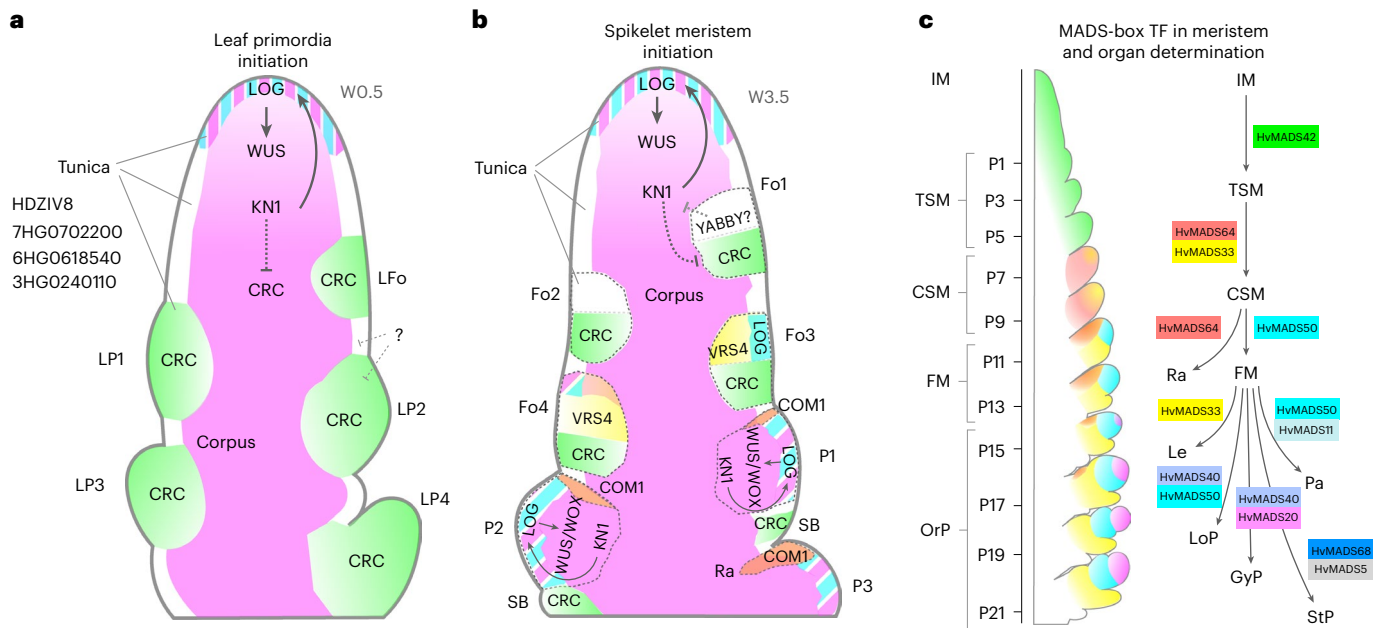 a
Leaf primordia
initiation
LOG
W0.5
WUS
Tunica
KN1
HDZIV8
7HG0702200
6HG0618540
3HG0240110
CRC
CRC
LFo
?
LP1
CRC
CRC
LP2
Corpus
LP3
CRC
LP4
CRC
b
Spikelet meristem
initiation
LOG
W3.5
WUS
Tunica
KN1
Fo1
YABBY?
CRC
Fo2
Corpus
CRC
Fo3
VRS4
LOG
CRC
Fo4
VRS4
COM1
CRC
P1
KN1
WUS/WOX
LOG
COM1
P2
LOG
WUS/WOX
KN1
CRC
SB
Ra
COM1
P3
SB
CRC
c
MADS-box TF in meristem
and organ determination
IM
P1
TSM
P3
P5
P7
CSM
P9
P11
FM
P13
P15
P17
OrP
P19
P21
IM
HvMADS42
TSM
HvMADS64
HvMADS33
CSM
HvMADS64
HvMADS50
Ra
FM
HvMADS33
HvMADS50
HvMADS11
Le
Pa
HvMADS40
HvMADS50
HvMADS40
HvMADS20
LoP
HvMADS68
HvMADS5
GyP
StP